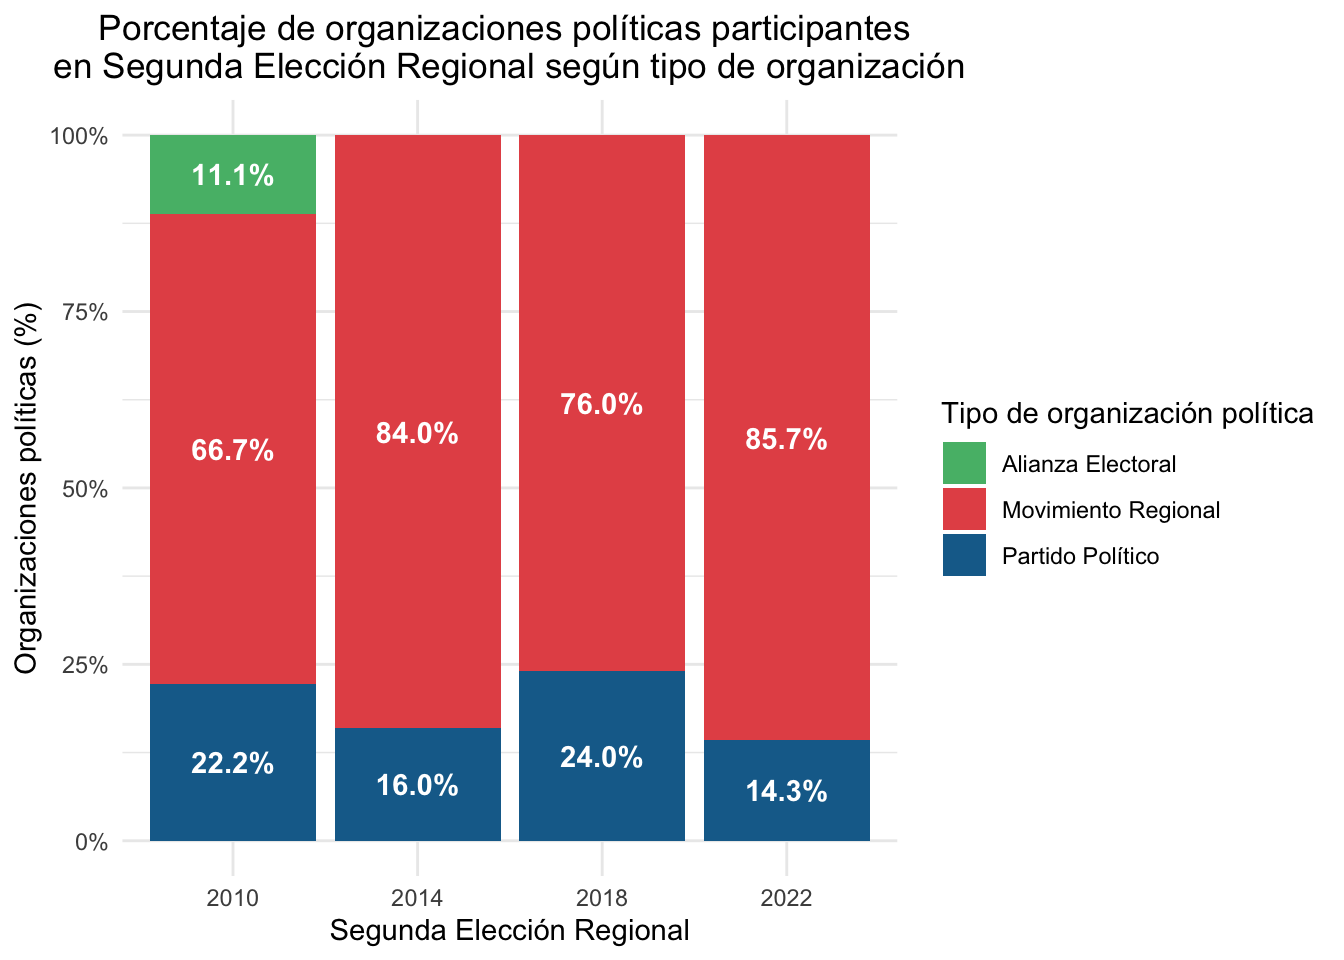 Porcentaje de organizaciones políticas participantes
en Segunda Elección Regional según tipo de organización
Organizaciones políticas (%)
100%
75%
50%
25%
0%
11.1%
66.7%
22.2%
84.0%
16.0%
76.0%
24.0%
85.7%
14.3%
2010
2014
2018
2022
Segunda Elección Regional
Tipo de organización política
Alianza Electoral
Movimiento Regional
Partido Político